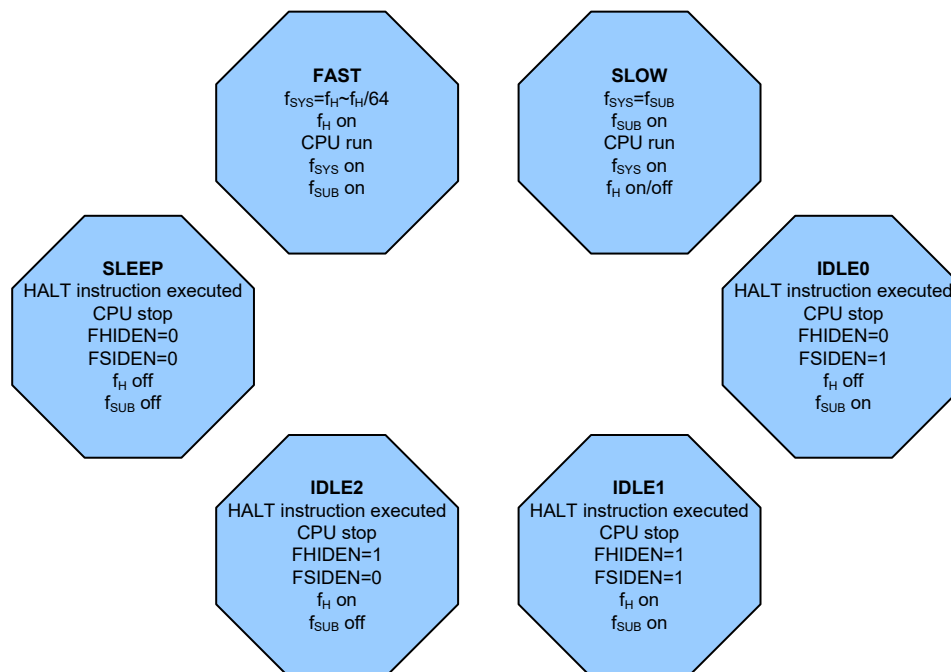 FAST
fSYS=fH~fH/64
fH on
CPU run
fSYS on
fSUB on
SLOW
fSYS=fSUB
fSUB on
CPU run
fSYS on
fH on/off
SLEEP
HALT instruction executed
CPU stop
FHIDEN=0
FSIDEN=0
fH off
fSUB off
IDLE0
HALT instruction executed
CPU stop
FHIDEN=0
FSIDEN=1
fH off
fSUB on
IDLE2
HALT instruction executed
CPU stop
FHIDEN=1
FSIDEN=0
fH on
fSUB off
IDLE1
HALT instruction executed
CPU stop
FHIDEN=1
FSIDEN=1
fH on
fSUB on